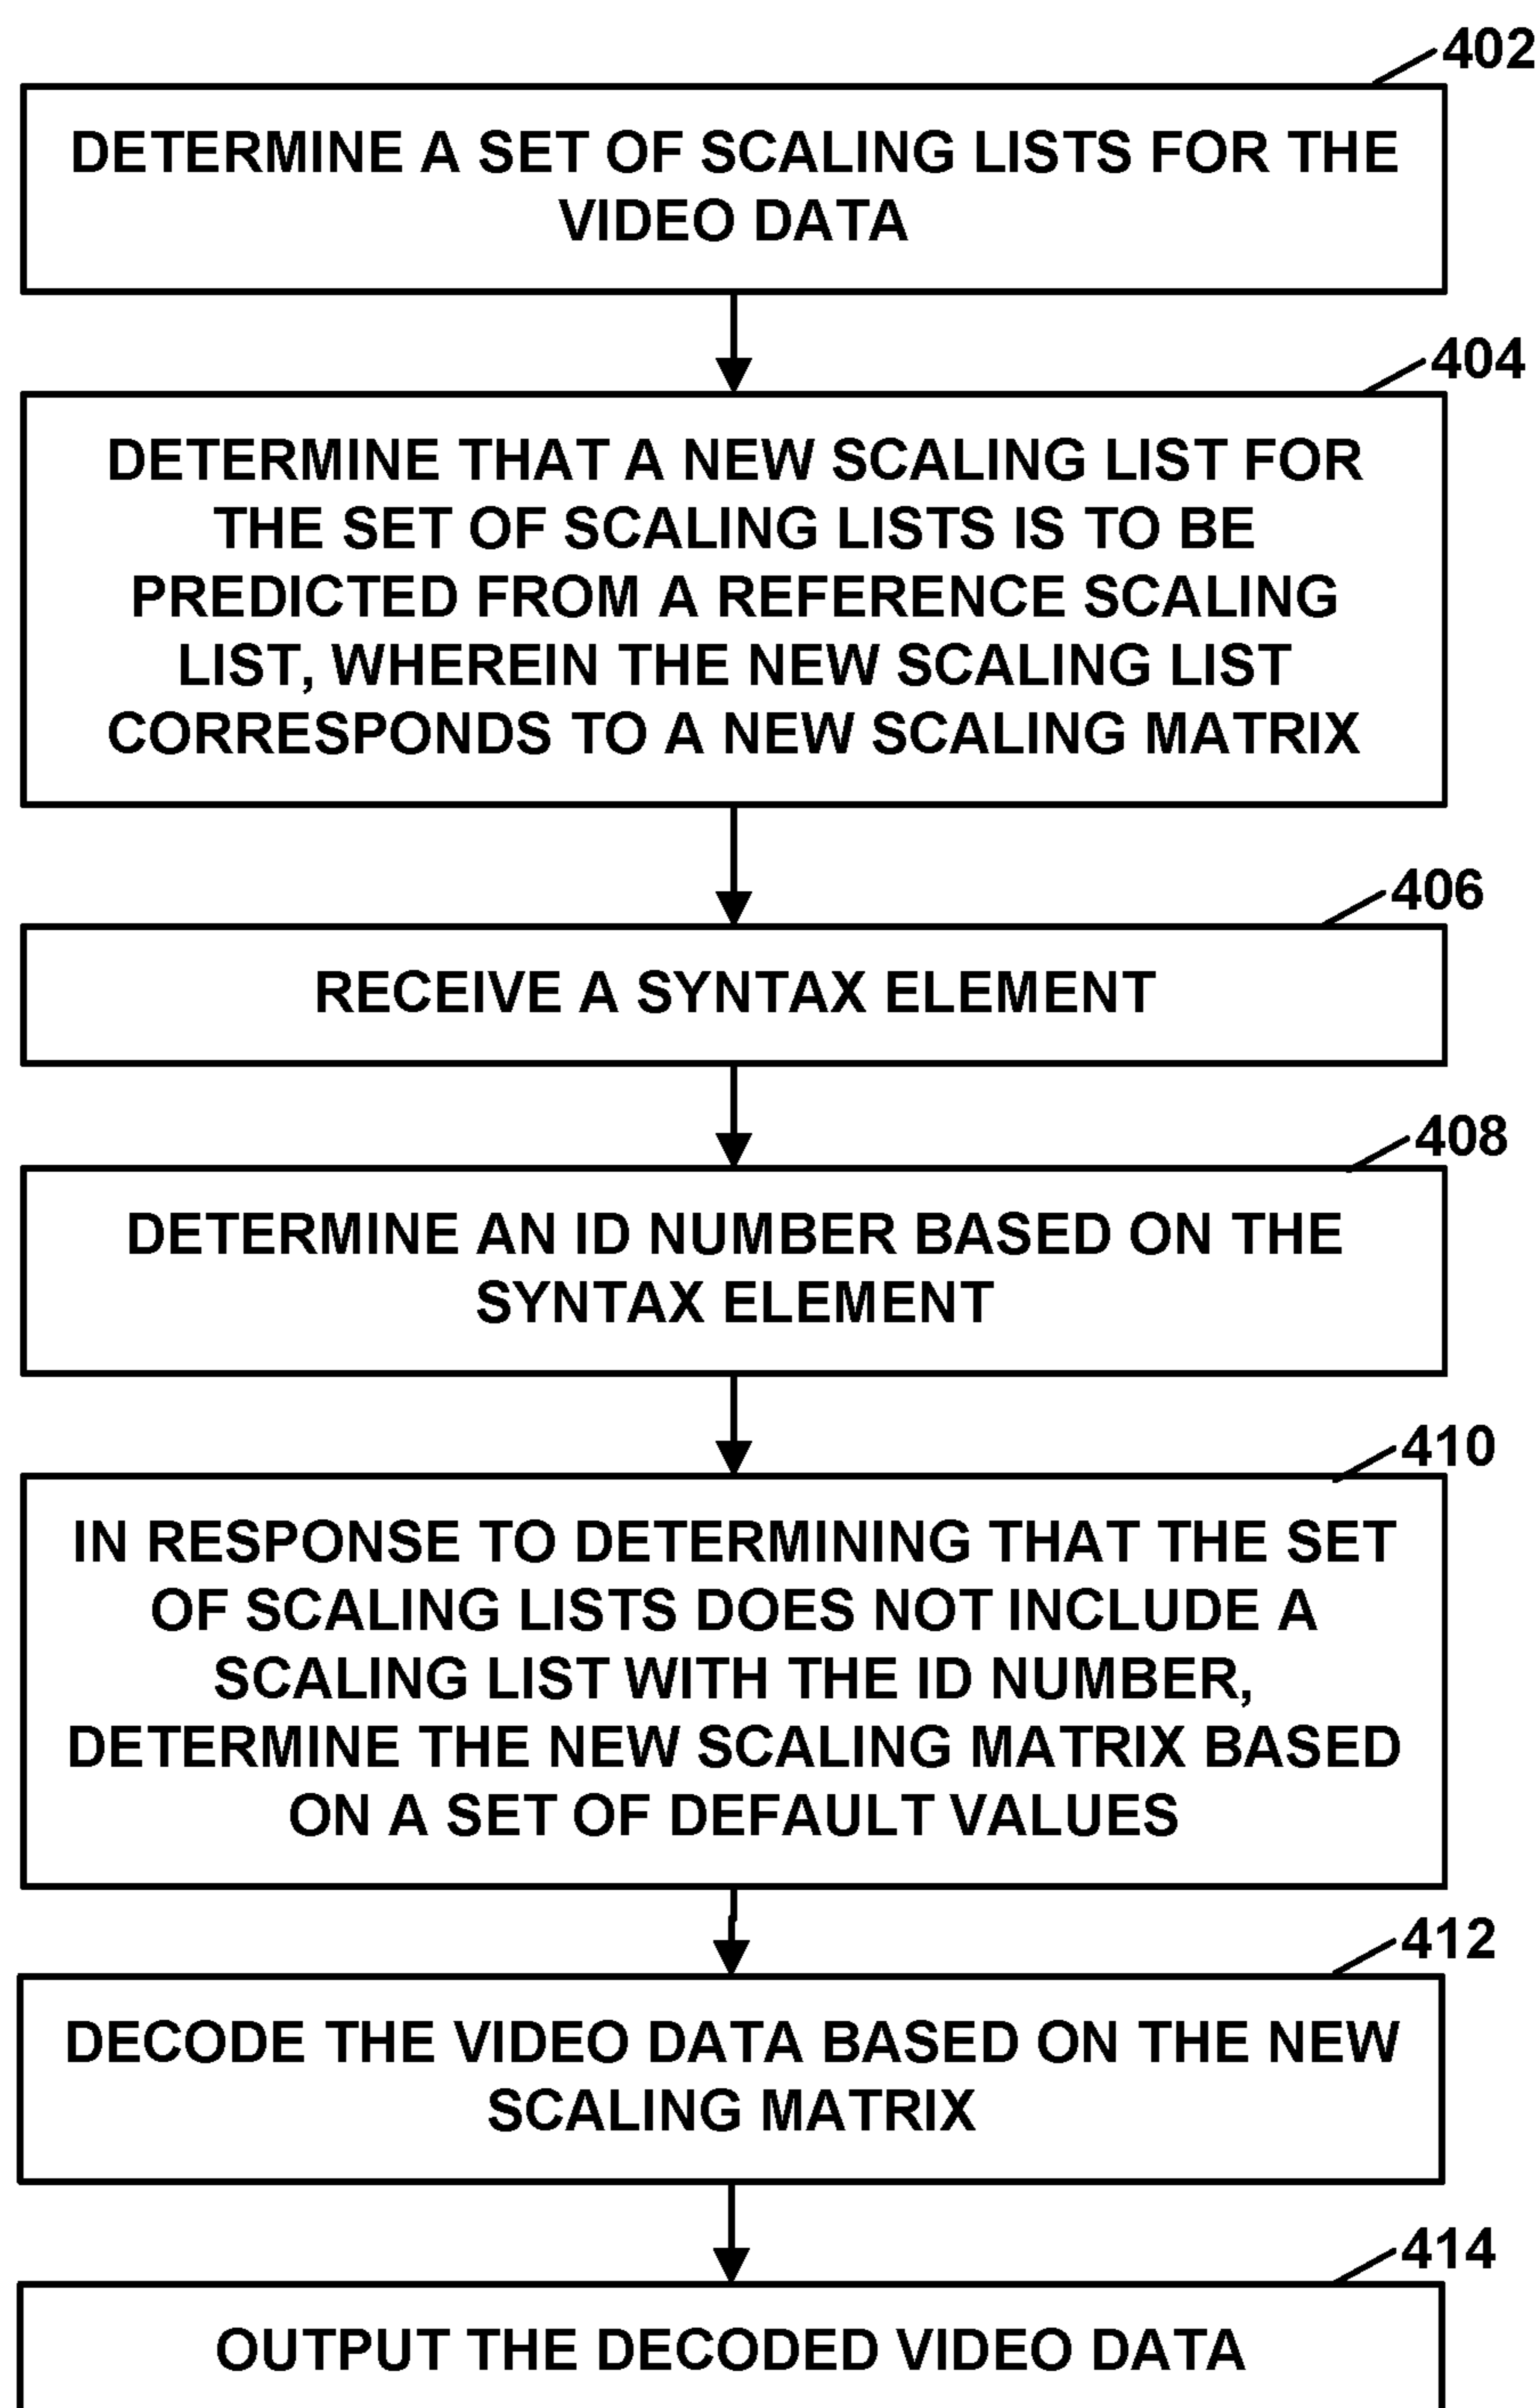 402
DETERMINE A SET OF SCALING LISTS FOR THE
VIDEO DATA
404
DETERMINE THAT A NEW SCALING LIST FOR
THE SET OF SCALING LISTS IS TO BE
PREDICTED FROM A REFERENCE SCALING
LIST, WHEREIN THE NEW SCALING LIST
CORRESPONDS TO A NEW SCALING MATRIX
406
RECEIVE A SYNTAX ELEMENT
408
DETERMINE AN ID NUMBER BASED ON THE
SYNTAX ELEMENT
410
IN RESPONSE TO DETERMINING THAT THE SET
OF SCALING LISTS DOES NOT INCLUDE A
SCALING LIST WITH THE ID NUMBER,
DETERMINE THE NEW SCALING MATRIX BASED
ON A SET OF DEFAULT VALUES
412
DECODE THE VIDEO DATA BASED ON THE NEW
SCALING MATRIX
414
OUTPUT THE DECODED VIDEO DATA